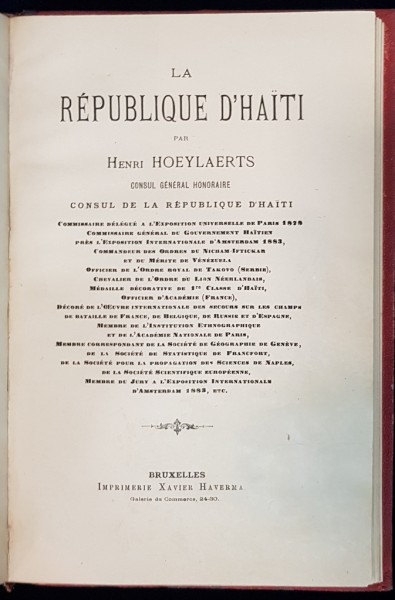 LA
RÉPUBLIQUE D'HAÏTI
PAR
HENRI HOEYLAERTS
CONSUL GÉNÉRAL HONORAIRE
CONSUL DE LA RÉPUBLIQUE D'HAÏTI
COMMISSAIRE DÉLÉGUÉ A L'EXPOSITION UNIVERSELLE DE PARIS 1878
COMMISSAIRE GÉNÉRAL DU GOUVERNEMENT HAÏTIEN
PRÈS L'EXPOSITION INTERNATIONALE D'AMSTERDAM 1883,
COMMANDEUR DES ORDRES DU NICHAM-IFTIKAR
ET DU MÉRITE DE VÉNÉZUELA
OFFICIER DE L'ORDRE ROYAL DE TAKOVO (SERBIE),
CHEVALIER DE L'ORDRE DU LION NÉERLANDAIS,
MÉDAILLE DÉCORATIVE DE 1re CLASSE D'HAÏTI,
OFFICIER D'ACADÉMIE (FRANCE),
DÉCORÉ DE L'ŒUVRE INTERNATIONALE DES SECOURS SUR LES CHAMPS
DE BATAILLE DE FRANCE, DE BELGIQUE, DE RUSSIE ET D'ESPAGNE,
MEMBRE DE L'INSTITUTION ETHNOGRAPHIQUE
ET DE L'ACADÉMIE NATIONALE DE PARIS,
MEMBRE CORRESPONDANT DE LA SOCIÉTÉ DE GÉOGRAPHIE DE GENÈVE,
DE LA SOCIÉTÉ DE STATISTIQUE DE FRANCFORT,
DE LA SOCIÉTÉ POUR LA PROPAGATION DES SCIENCES DE NAPLES,
DE LA SOCIÉTÉ SCIENTIFIQUE EUROPÉENNE,
MEMBRE DU JURY A L'EXPOSITION INTERNATIONALE
D'AMSTERDAM 1883, ETC.
BRUXELLES
IMPRIMERIE XAVIER HAVERMA
Galerie du Commerce, 24-30.